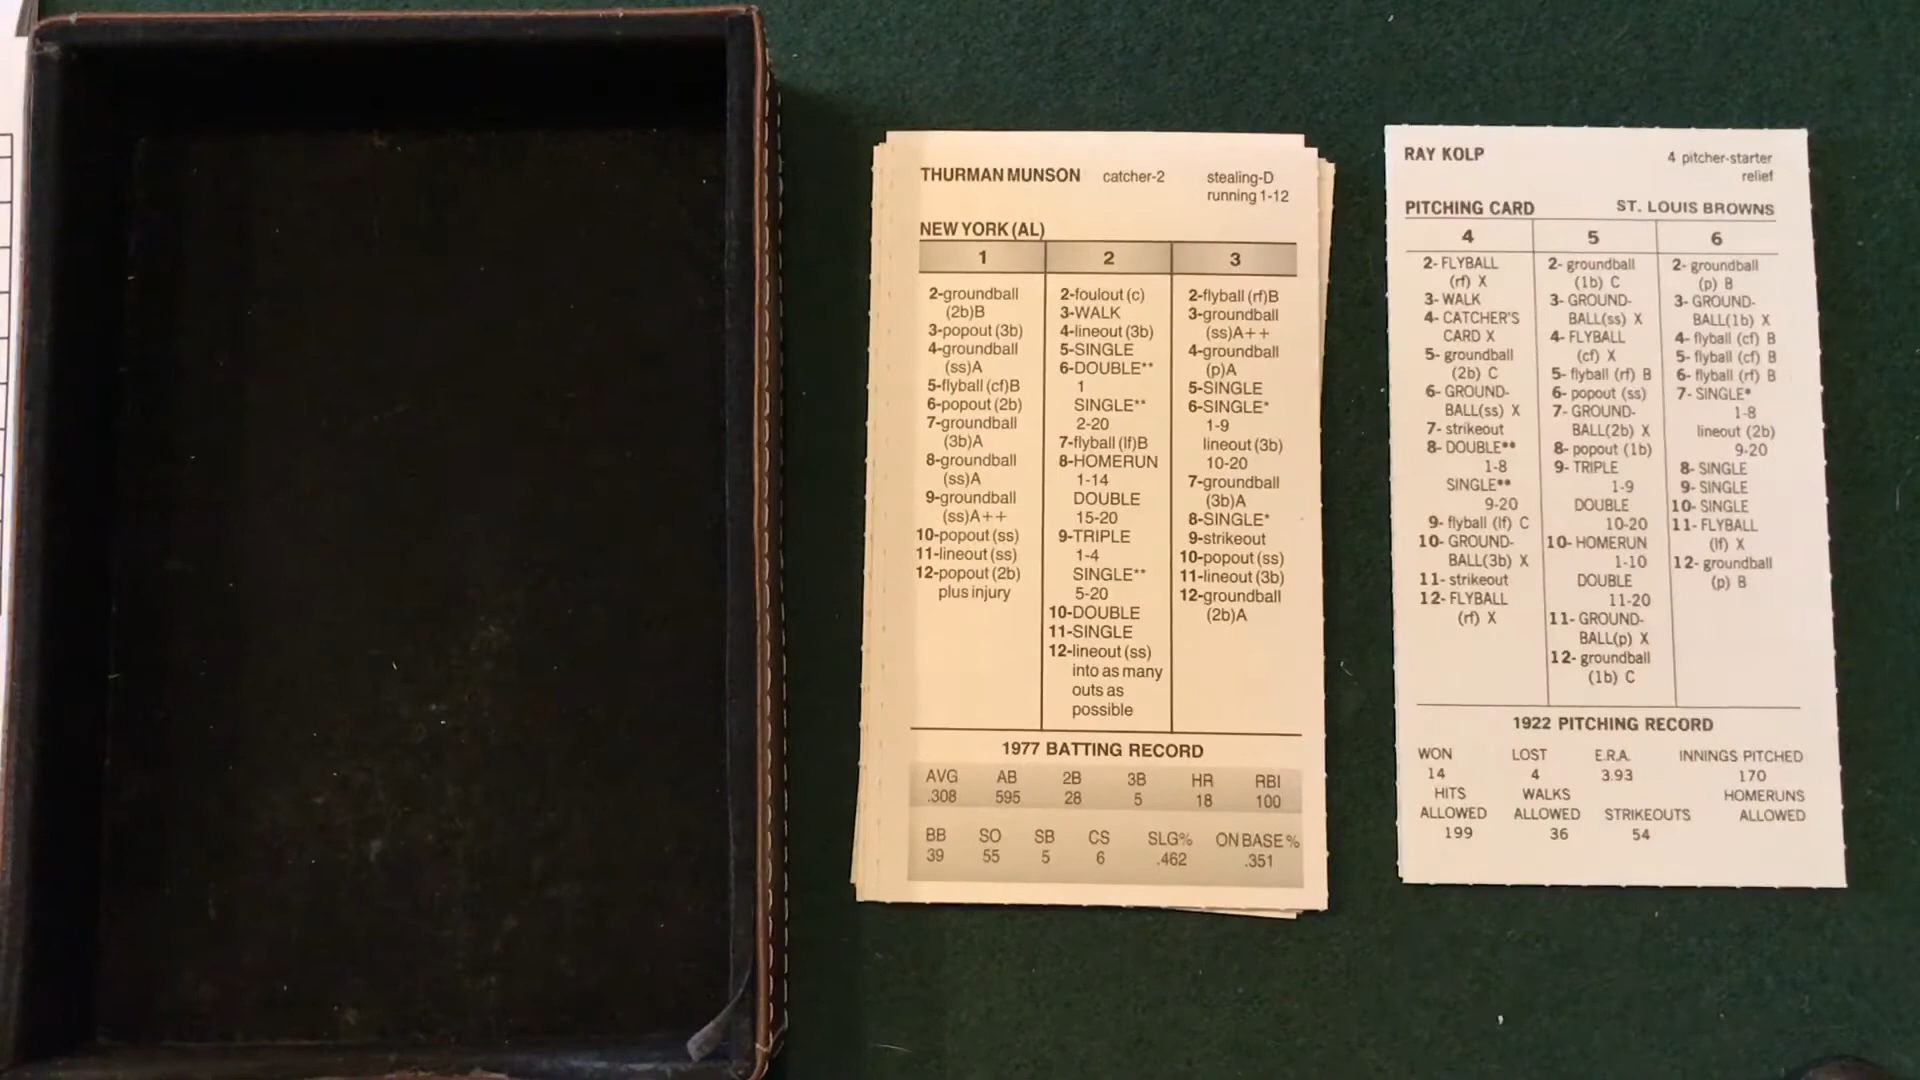 THURMAN MUNSON catcher-2 stealing-D
running 1-12
NEW YORK (AL)
1
2-groundball
(2b)B
3-popout (3b)
4-groundball
(ss)A
5-flyball (cf)B
6-popout (2b)
7-groundball
(3b)A
8-groundball
(ss)A
9-groundball
(ss)A++
10-popout (ss)
11-lineout (ss)
12-popout (2b)
plus injury
2
2-foulout (c)
3-WALK
4-lineout (3b)
5-SINGLE
6-DOUBLE**
1
SINGLE**
2-20
7-flyball (lf)B
8-HOMERUN
1-14
DOUBLE
15-20
9-TRIPLE
1-4
SINGLE**
5-20
10-DOUBLE
11-SINGLE
12-lineout (ss)
into as many
outs as
possible
3
2-flyball (rf)B
3-groundball
(ss)A++
4-groundball
(p)A
5-SINGLE
6-SINGLE*
1-9
lineout (3b)
10-20
7-groundball
(3b)A
8-SINGLE*
9-strikeout
10-popout (ss)
11-lineout (3b)
12-groundball
(2b)A
1977 BATTING RECORD
AVG AB 2B 3B HR RBI
.308 595 28 5 18 100
BB SO SB CS SLG% ON BASE %
39 55 5 6 .462 .351
RAY KOLP 4 pitcher-starter
relief
PITCHING CARD ST. LOUIS BROWNS
4
2- FLYBALL
(rf) X
3- WALK
4- CATCHER'S
CARD X
5- groundball
(2b) C
6- GROUND-
BALL(ss) X
7- strikeout
8- DOUBLE**
1-8
SINGLE**
9-20
9- flyball (lf) C
10- GROUND-
BALL(3b) X
11- strikeout
12- FLYBALL
(rf) X
5
2- groundball
(1b) C
3- GROUND-
BALL(ss) X
4- FLYBALL
(cf) X
5- flyball (rf) B
6- popout (ss)
7- GROUND-
BALL(2b) X
8- popout (1b)
9- TRIPLE
1-9
DOUBLE
10-20
10- HOMERUN
1-10
DOUBLE
11-20
11- GROUND-
BALL(p) X
12- groundball
(1b) C
6
2- groundball
(p) B
3- GROUND-
BALL(1b) X
4- flyball (cf) B
5- flyball (cf) B
6- flyball (rf) B
7- SINGLE*
1-8
lineout (2b)
9-20
8- SINGLE
9- SINGLE
10- SINGLE
11- FLYBALL
(lf) X
12- groundball
(p) B
1922 PITCHING RECORD
WON LOST E.R.A. INNINGS PITCHED
14 4 3.93 170
HITS WALKS HOMERUNS
ALLOWED ALLOWED STRIKEOUTS ALLOWED
199 36 54